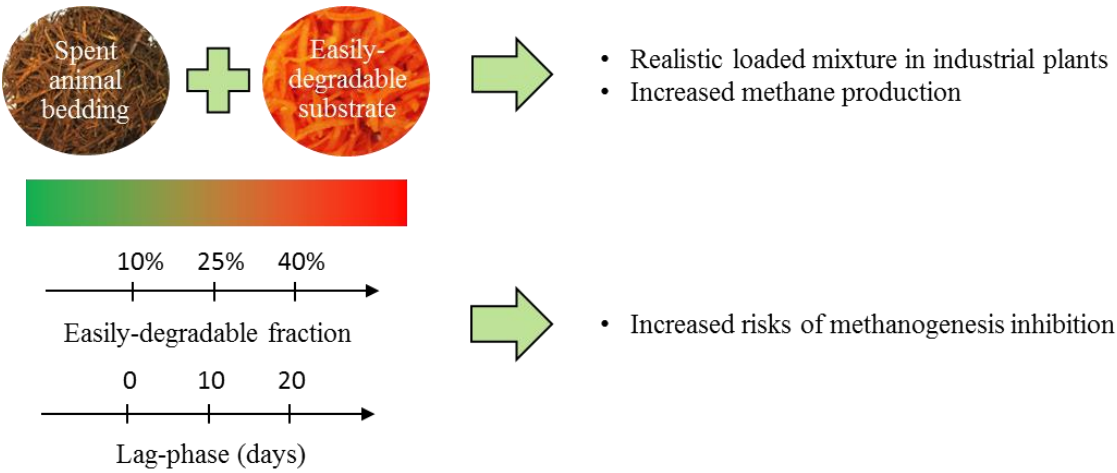 Spent
animal
bedding
Easily-
degradable
substrate
• Realistic loaded mixture in industrial plants
• Increased methane production
10% 25% 40%
Easily-degradable fraction
• Increased risks of methanogenesis inhibition
0 10 20
Lag-phase (days)